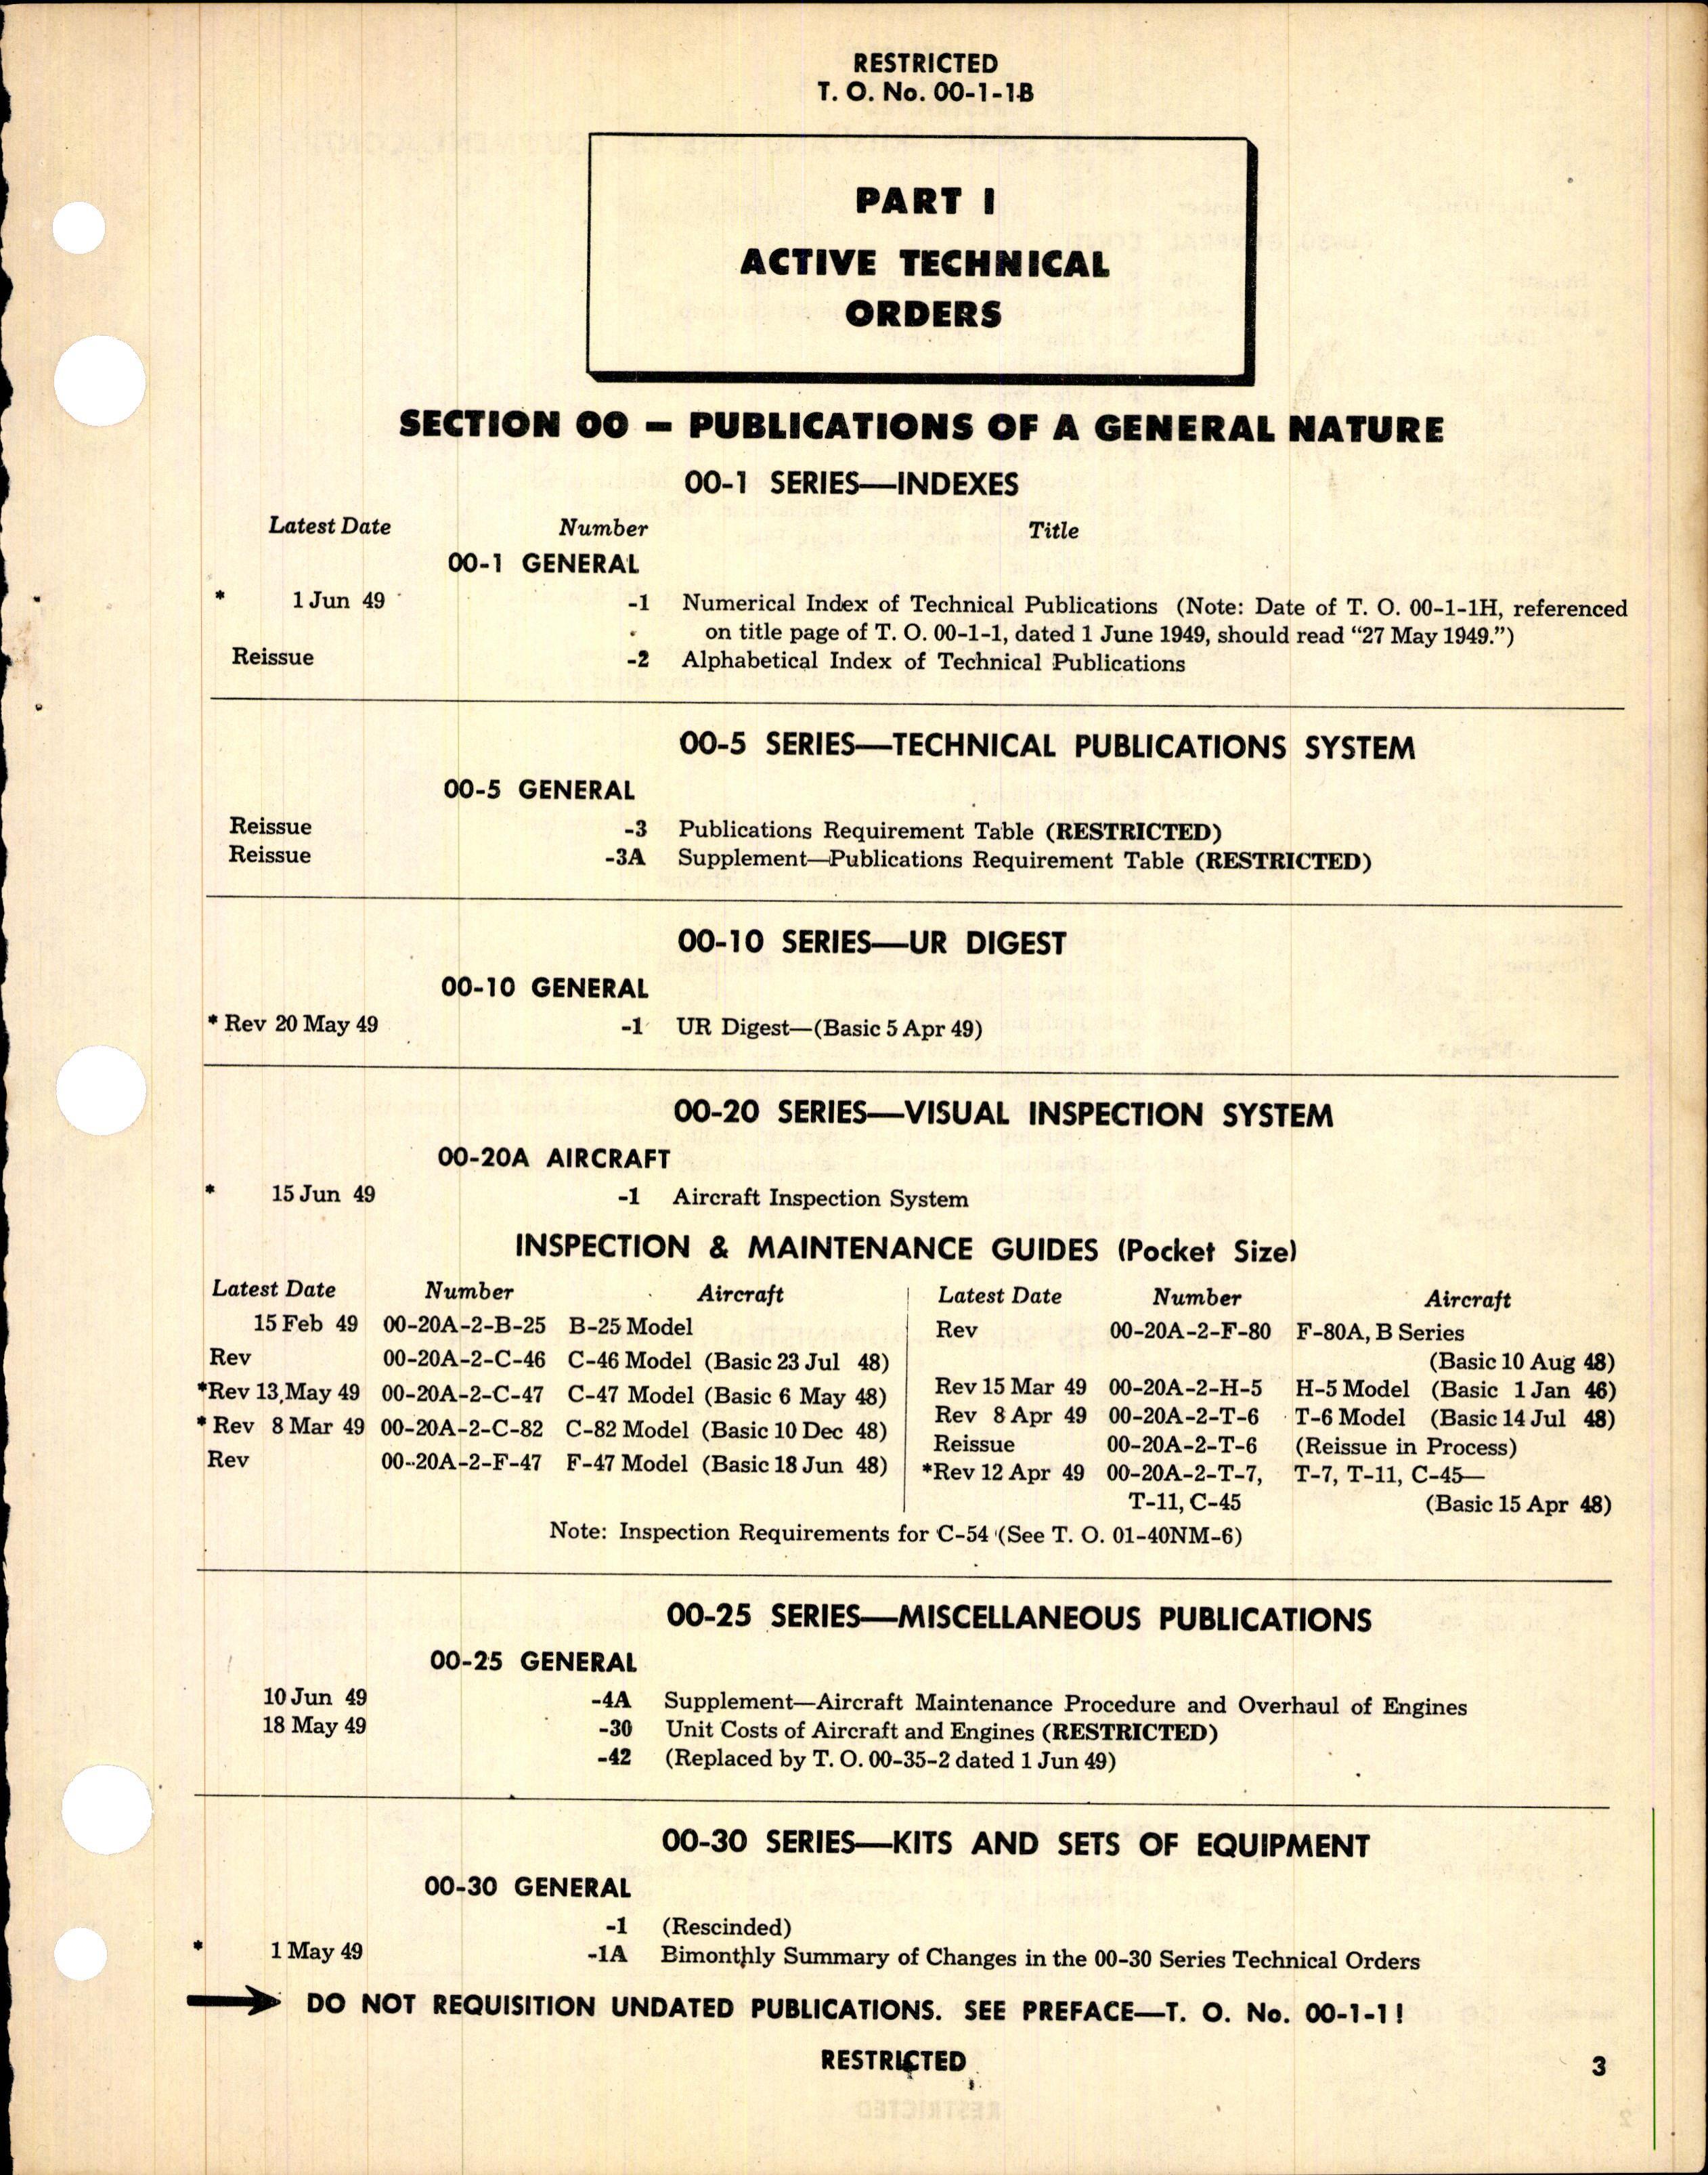 RESTRICTED
T. O. No. 00-1-1B
PART I
ACTIVE TECHNICAL
ORDERS
SECTION 00 — PUBLICATIONS OF A GENERAL NATURE
00-1 SERIES—INDEXES
Latest Date Number Title
00-1 GENERAL
* 1 Jun 49 -1 Numerical Index of Technical Publications (Note: Date of T. O. 00-1-1H, referenced
on title page of T. O. 00-1-1, dated 1 June 1949, should read “27 May 1949.”)
Reissue -2 Alphabetical Index of Technical Publications
00-5 SERIES—TECHNICAL PUBLICATIONS SYSTEM
00-5 GENERAL
Reissue -3 Publications Requirement Table (RESTRICTED)
Reissue -3A Supplement—Publications Requirement Table (RESTRICTED)
00-10 SERIES—UR DIGEST
00-10 GENERAL
* Rev 20 May 49 -1 UR Digest—(Basic 5 Apr 49)
00-20 SERIES—VISUAL INSPECTION SYSTEM
00-20A AIRCRAFT
* 15 Jun 49 -1 Aircraft Inspection System
INSPECTION & MAINTENANCE GUIDES (Pocket Size)
Latest Date Number Aircraft
15 Feb 49 00-20A-2-B-25 B-25 Model
Rev 00-20A-2-C-46 C-46 Model (Basic 23 Jul 48)
*Rev 13 May 49 00-20A-2-C-47 C-47 Model (Basic 6 May 48)
* Rev 8 Mar 49 00-20A-2-C-82 C-82 Model (Basic 10 Dec 48)
Rev 00-20A-2-F-47 F-47 Model (Basic 18 Jun 48)
Latest Date Number Aircraft
Rev 00-20A-2-F-80 F-80A, B Series
(Basic 10 Aug 48)
Rev 15 Mar 49 00-20A-2-H-5 H-5 Model (Basic 1 Jan 46)
Rev 8 Apr 49 00-20A-2-T-6 T-6 Model (Basic 14 Jul 48)
Reissue 00-20A-2-T-6 (Reissue in Process)
*Rev 12 Apr 49 00-20A-2-T-7, T-7, T-11, C-45—
T-11, C-45 (Basic 15 Apr 48)
Note: Inspection Requirements for C-54 (See T. O. 01-40NM-6)
00-25 SERIES—MISCELLANEOUS PUBLICATIONS
00-25 GENERAL
10 Jun 49 -4A Supplement—Aircraft Maintenance Procedure and Overhaul of Engines
18 May 49 -30 Unit Costs of Aircraft and Engines (RESTRICTED)
-42 (Replaced by T. O. 00-35-2 dated 1 Jun 49)
00-30 SERIES—KITS AND SETS OF EQUIPMENT
00-30 GENERAL
-1 (Rescinded)
* 1 May 49 -1A Bimonthly Summary of Changes in the 00-30 Series Technical Orders
DO NOT REQUISITION UNDATED PUBLICATIONS. SEE PREFACE—T. O. No. 00-1-1!
RESTRICTED
3